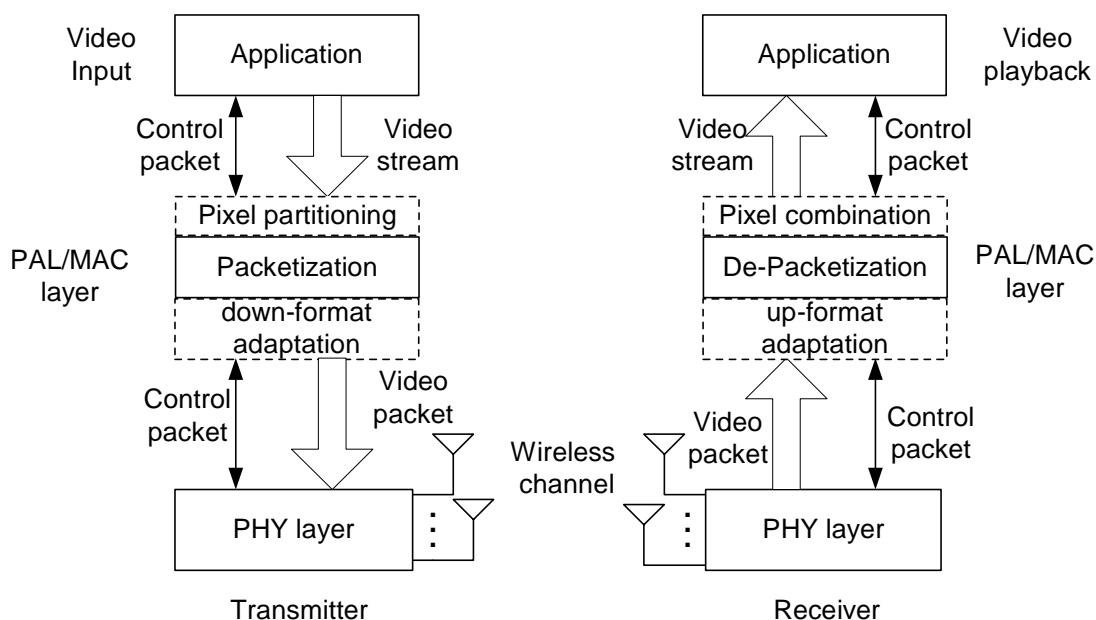 Video
Input
Application
Control
packet
Video
stream
Pixel partitioning
PAL/MAC
layer
Packetization
down-format
adaptation
Control
packet
Video
packet
PHY layer
Transmitter
Wireless
channel
Application
Video
playback
Video
stream
Control
packet
Pixel combination
De-Packetization
PAL/MAC
layer
up-format
adaptation
Video
packet
Control
packet
PHY layer
Receiver